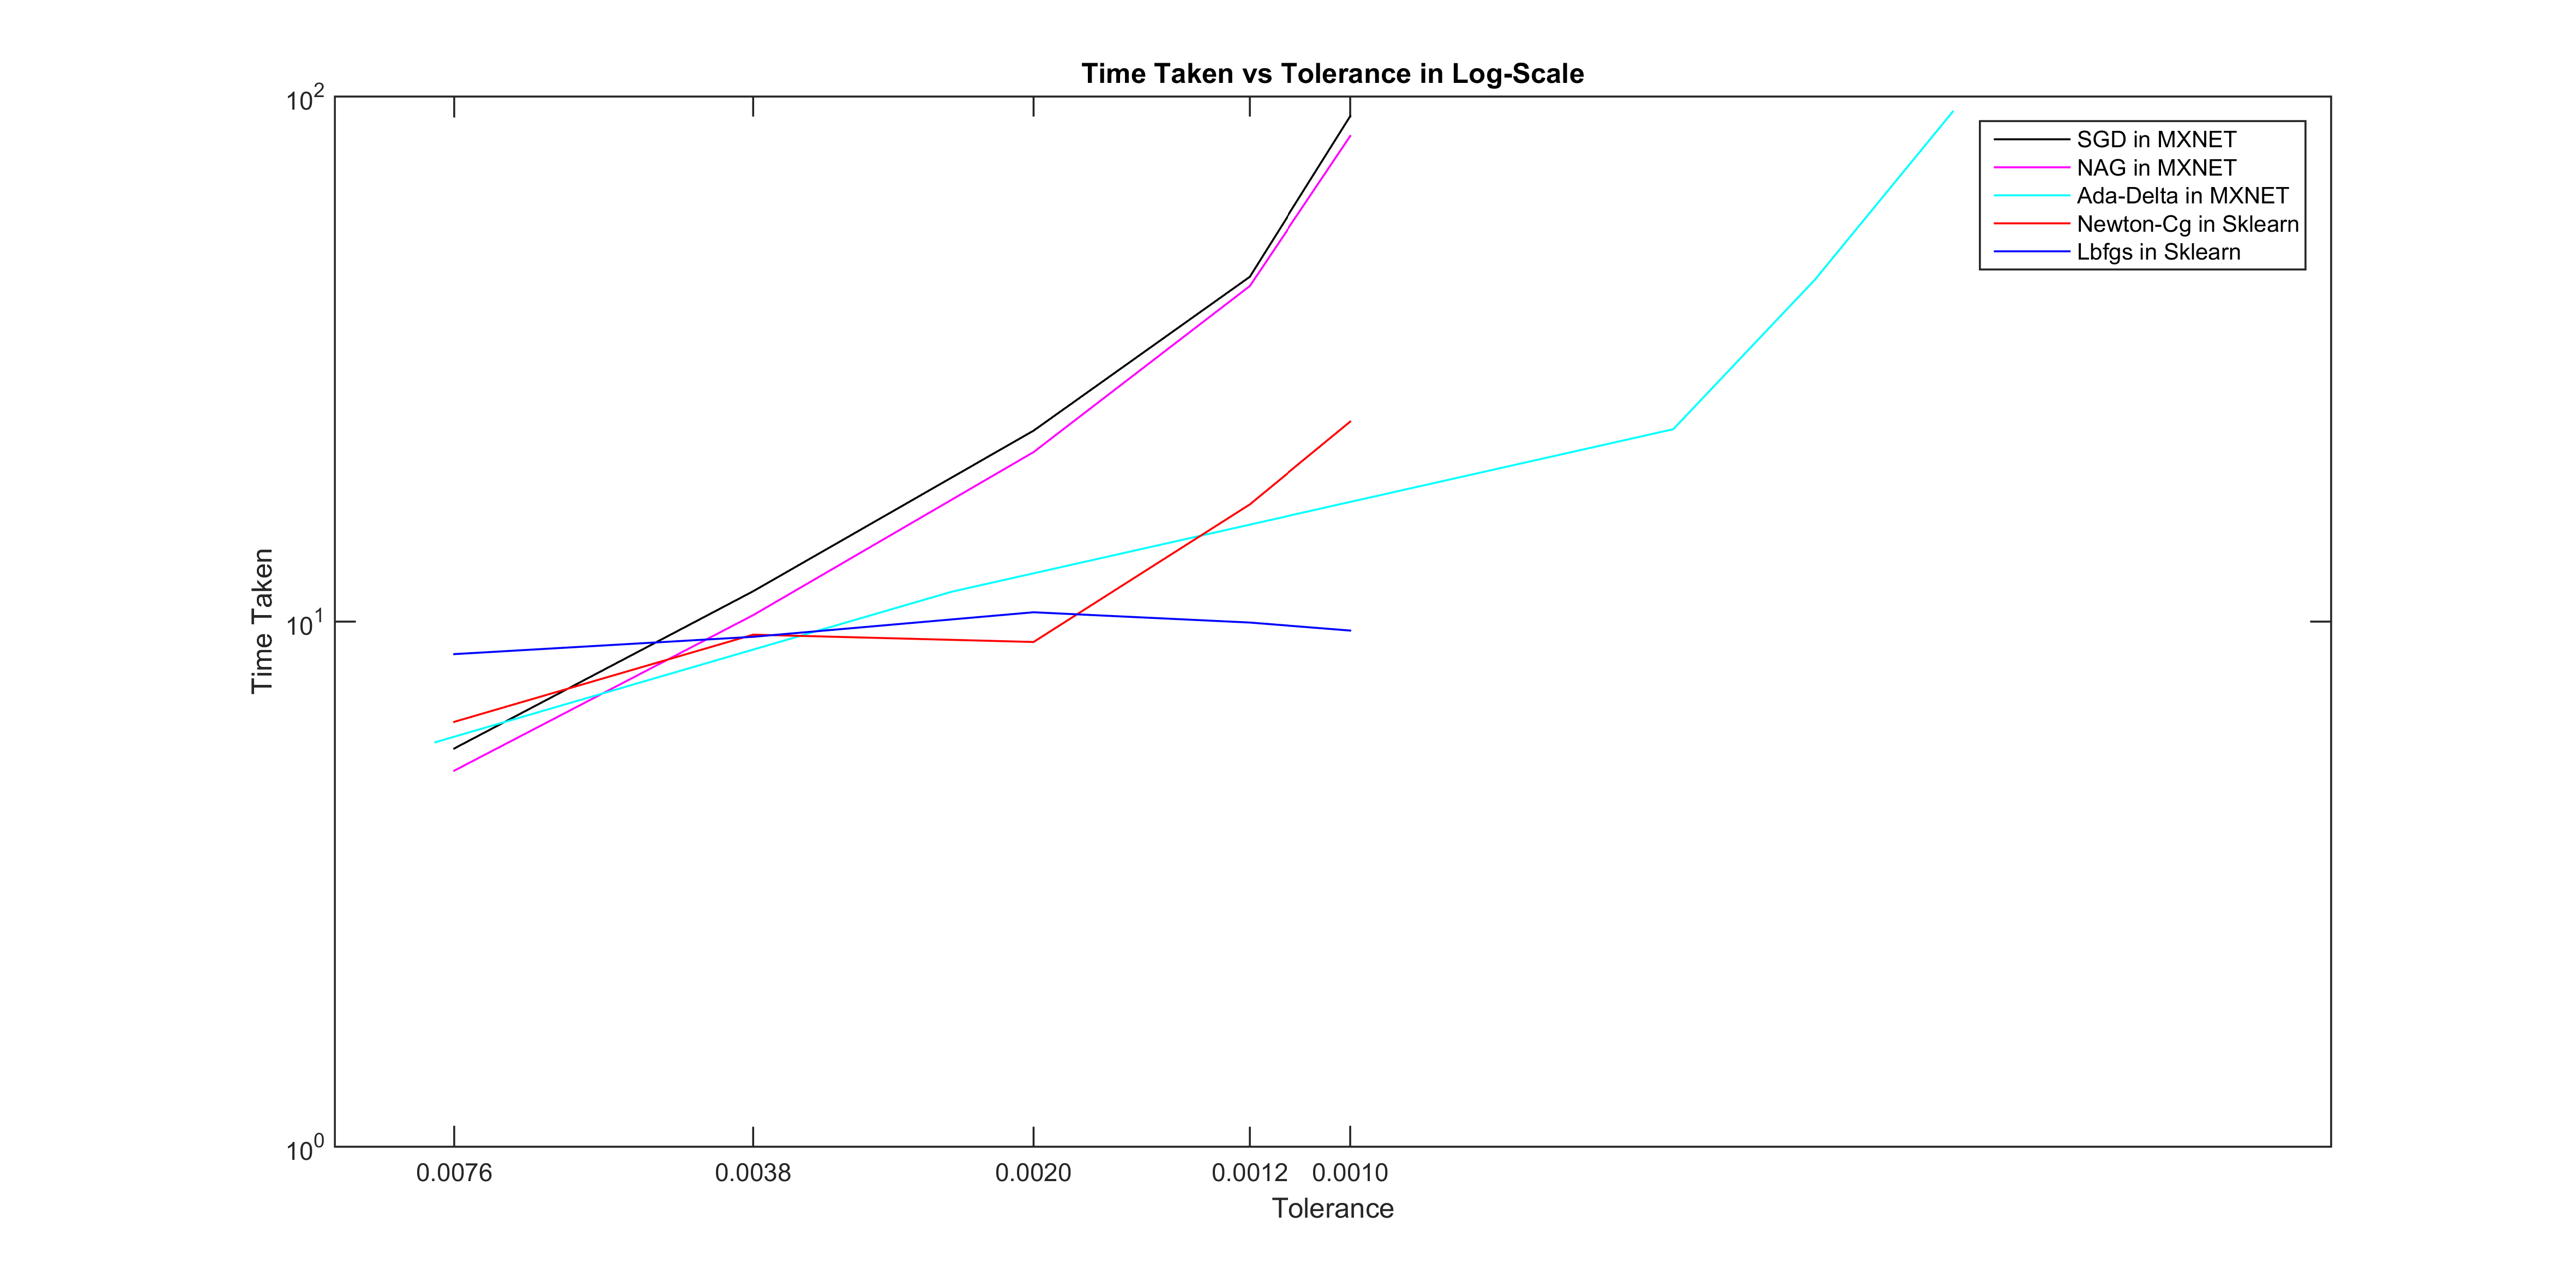 Time Taken vs Tolerance in Log-Scale
10^2
SGD in MXNET
NAG in MXNET
Ada-Delta in MXNET
Newton-Cg in Sklearn
Lbfgs in Sklearn
Time Taken
10^1
10^0
0.0076 0.0038 0.0020 0.0012 0.0010
Tolerance